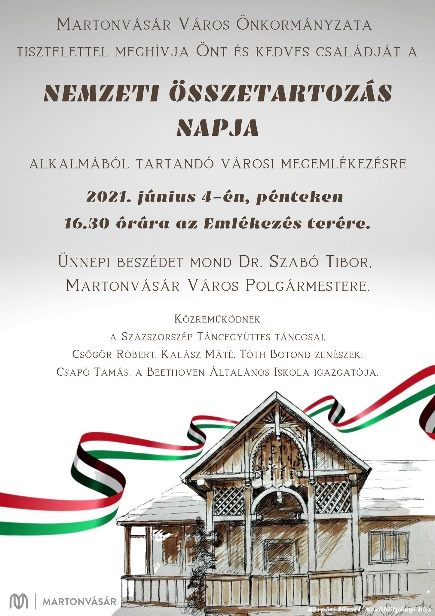 Martonvásár Város Önkormányzata
tisztelettel meghívja Önt és kedves családját a
NEMZETI ÖSSZETARTOZÁS
NAPJA
alkalmából tartandó városi megemlékezésre
2021. június 4-én, pénteken
16.30 órára az Emlékezés terére.
Ünnepi beszédet mond Dr. Szabó Tibor,
Martonvásár Város Polgármestere.
Közreműködnek
a Százszorszép Táncegyüttes táncosai,
Csőgör Róbert, Kalász Máté, Tóth Botond zenészek,
Csapó Tamás, a Beethoven Általános Iskola igazgatója.
MARTONVÁSÁR